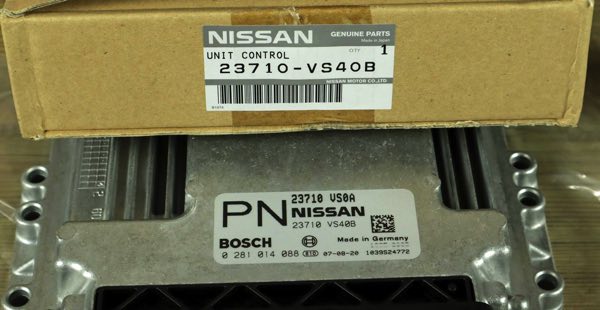 NISSAN GENUINE PARTS
Made in Japan
UNIT CONTROL QTY 1
23710-VS40B
NISSAN MOTOR CO.,LTD
PN 23710 VS0A
NISSAN
23710 VS40B
BOSCH Made in Germany
0 281 014 088 K10 07-08-20 1039S24772